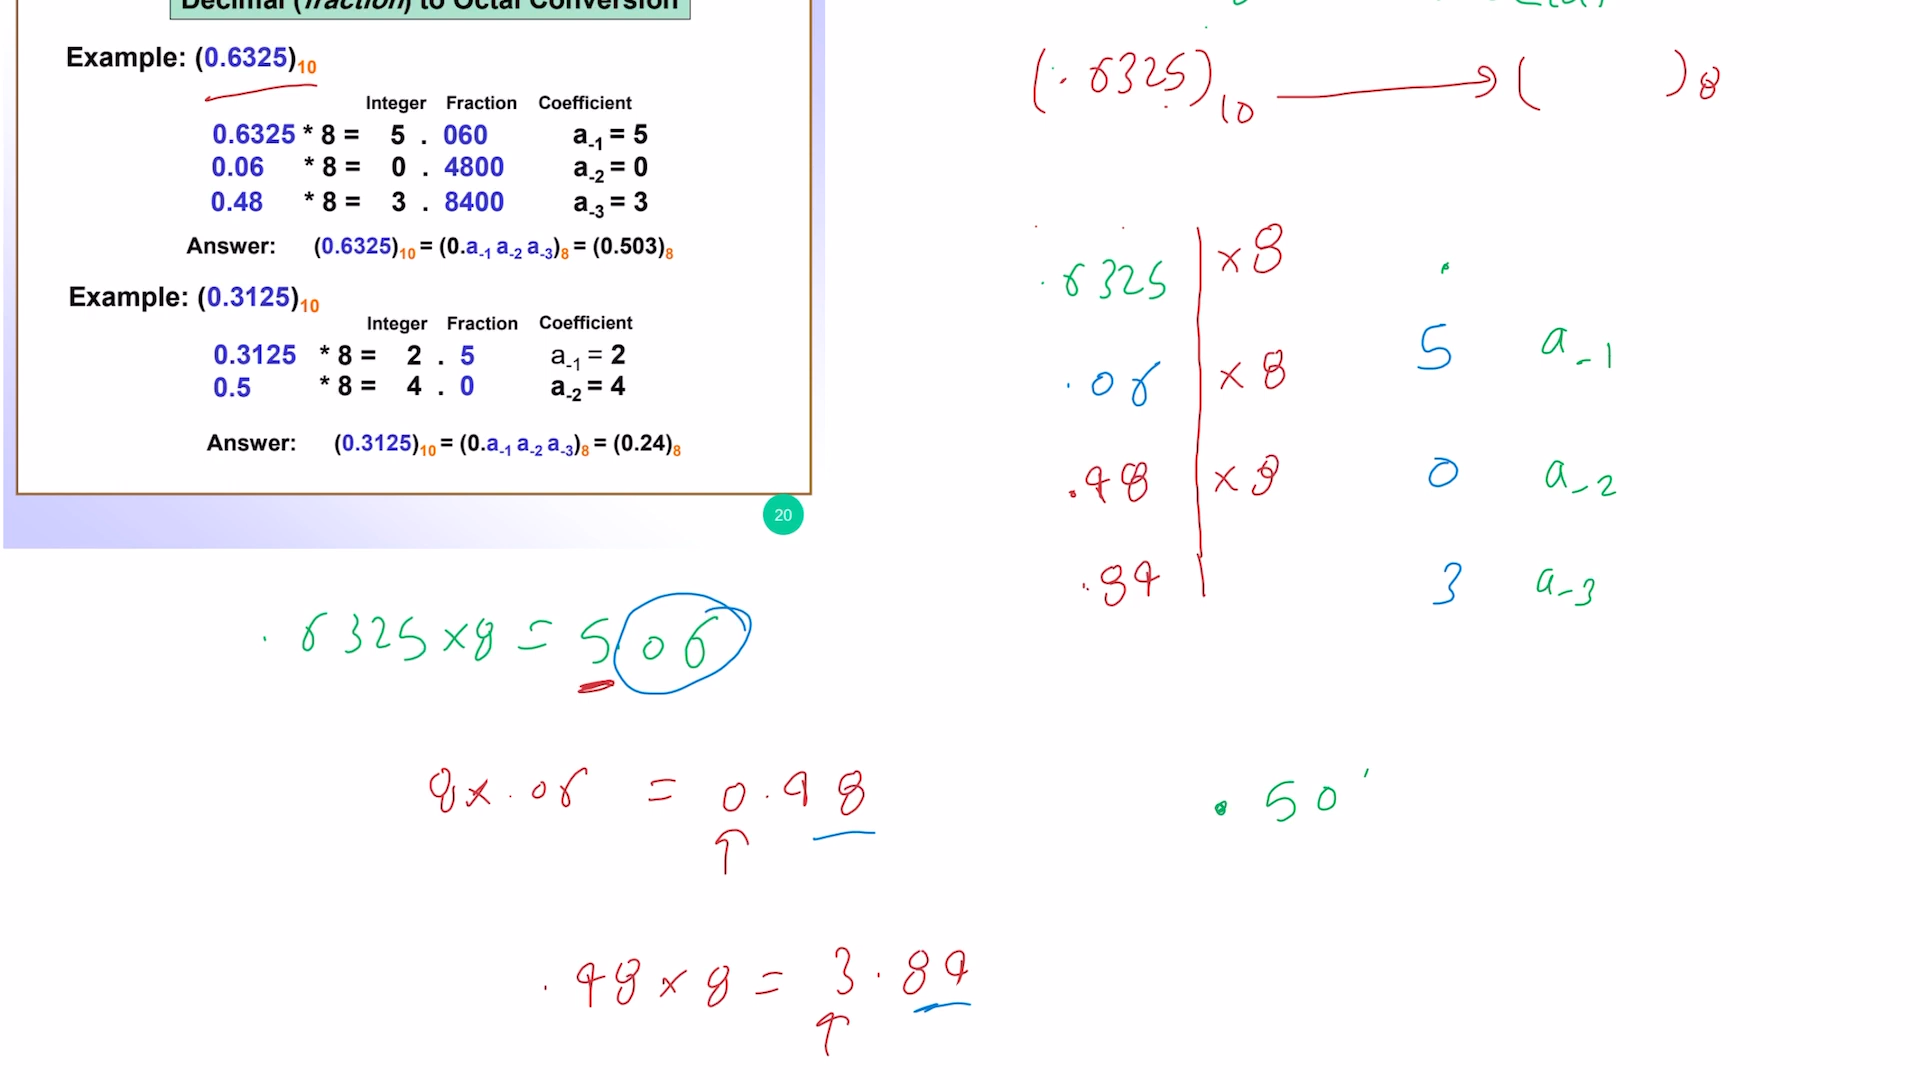 Decimal (fraction) to Octal Conversion
Example: (0.6325)10
Integer Fraction Coefficient
0.6325 * 8 = 5 . 060 a-1 = 5
0.06 * 8 = 0 . 4800 a-2 = 0
0.48 * 8 = 3 . 8400 a-3 = 3
Answer: (0.6325)10 = (0.a-1 a-2 a-3)8 = (0.503)8
Example: (0.3125)10
Integer Fraction Coefficient
0.3125 * 8 = 2 . 5 a-1 = 2
0.5 * 8 = 4 . 0 a-2 = 4
Answer: (0.3125)10 = (0.a-1 a-2 a-3)8 = (0.24)8
20
(.6325)10 → ( )8
.6325 | x 8
.06 | x 8 5 a-1
.48 | x 8 0 a-2
.84 | 3 a-3
.6325 x 8 = 5.06
8 x .06 = 0.48
.50
.48 x 8 = 3.84